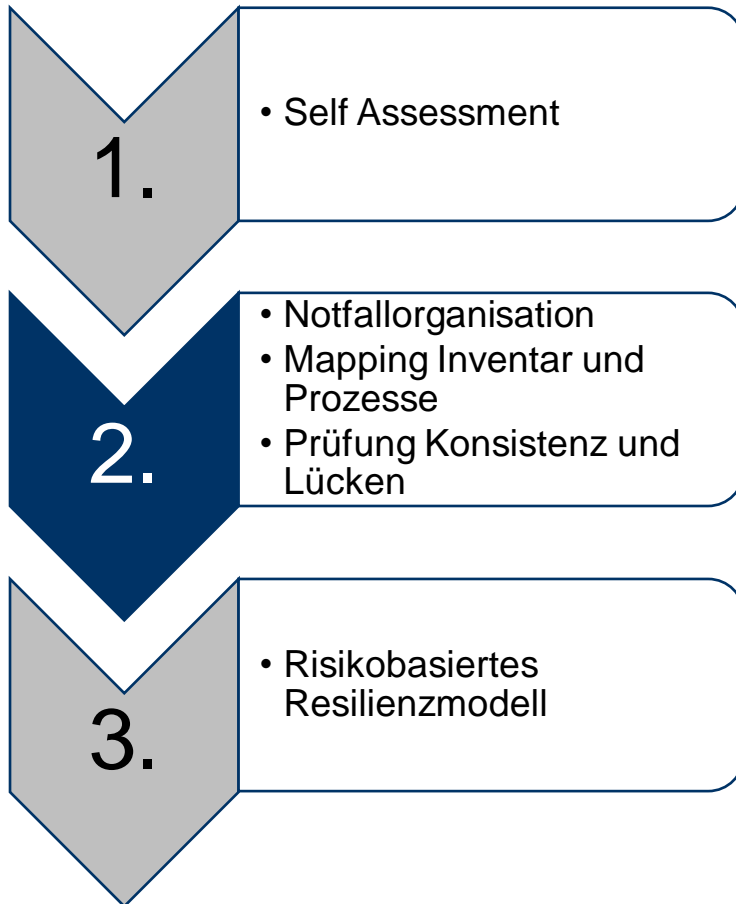 1.
• Self Assessment
2.
• Notfallorganisation
• Mapping Inventar und
Prozesse
• Prüfung Konsistenz und
Lücken
3.
• Risikobasiertes
Resilienzmodell